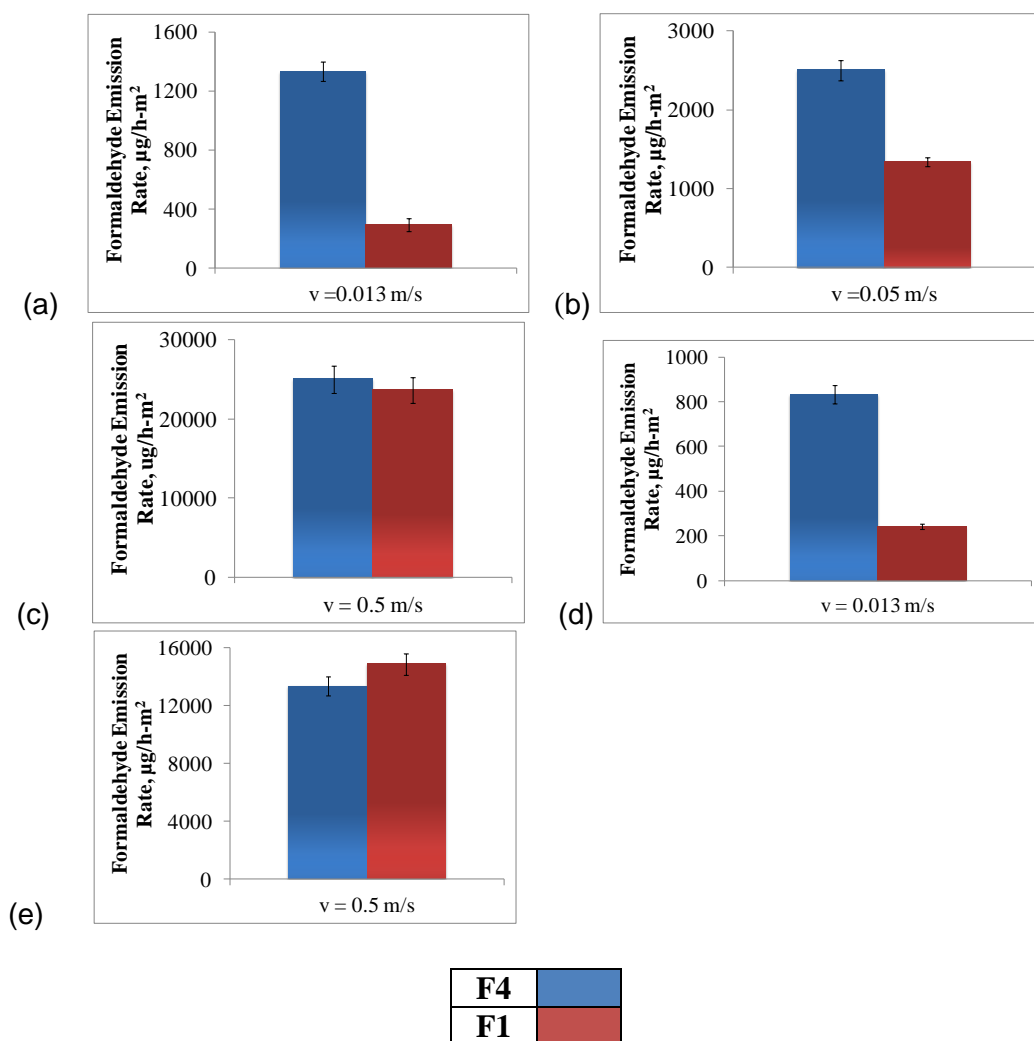 Formaldehyde Emission
Rate, µg/h-m²
1600
1200
800
400
0
v =0.013 m/s
(a)
Formaldehyde Emission
Rate, µg/h-m²
3000
2000
1000
0
v =0.05 m/s
(b)
Formaldehyde Emission
Rate, ug/h-m²
30000
20000
10000
0
v = 0.5 m/s
(c)
Formaldehyde Emission
Rate, µg/h-m²
1000
800
600
400
200
0
v = 0.013 m/s
(d)
Formaldehyde Emission
Rate, µg/h-m²
16000
12000
8000
4000
0
v = 0.5 m/s
(e)
F4
F1